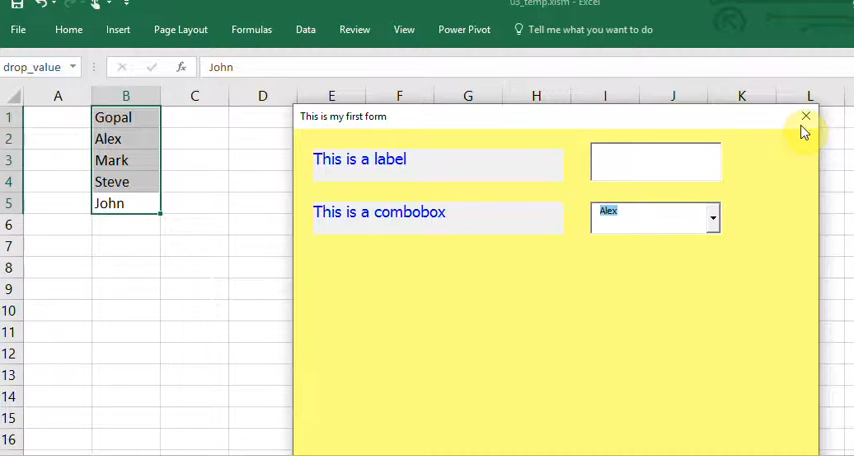 03_temp.xlsm - Excel
File Home Insert Page Layout Formulas Data Review View Power Pivot Tell me what you want to do
drop_value fx John
A B C D E F G H I J K L
1 Gopal
2 Alex
3 Mark
4 Steve
5 John
6
7
8
9
10
11
12
13
14
15
16
This is my first form
This is a label
This is a combobox Alex